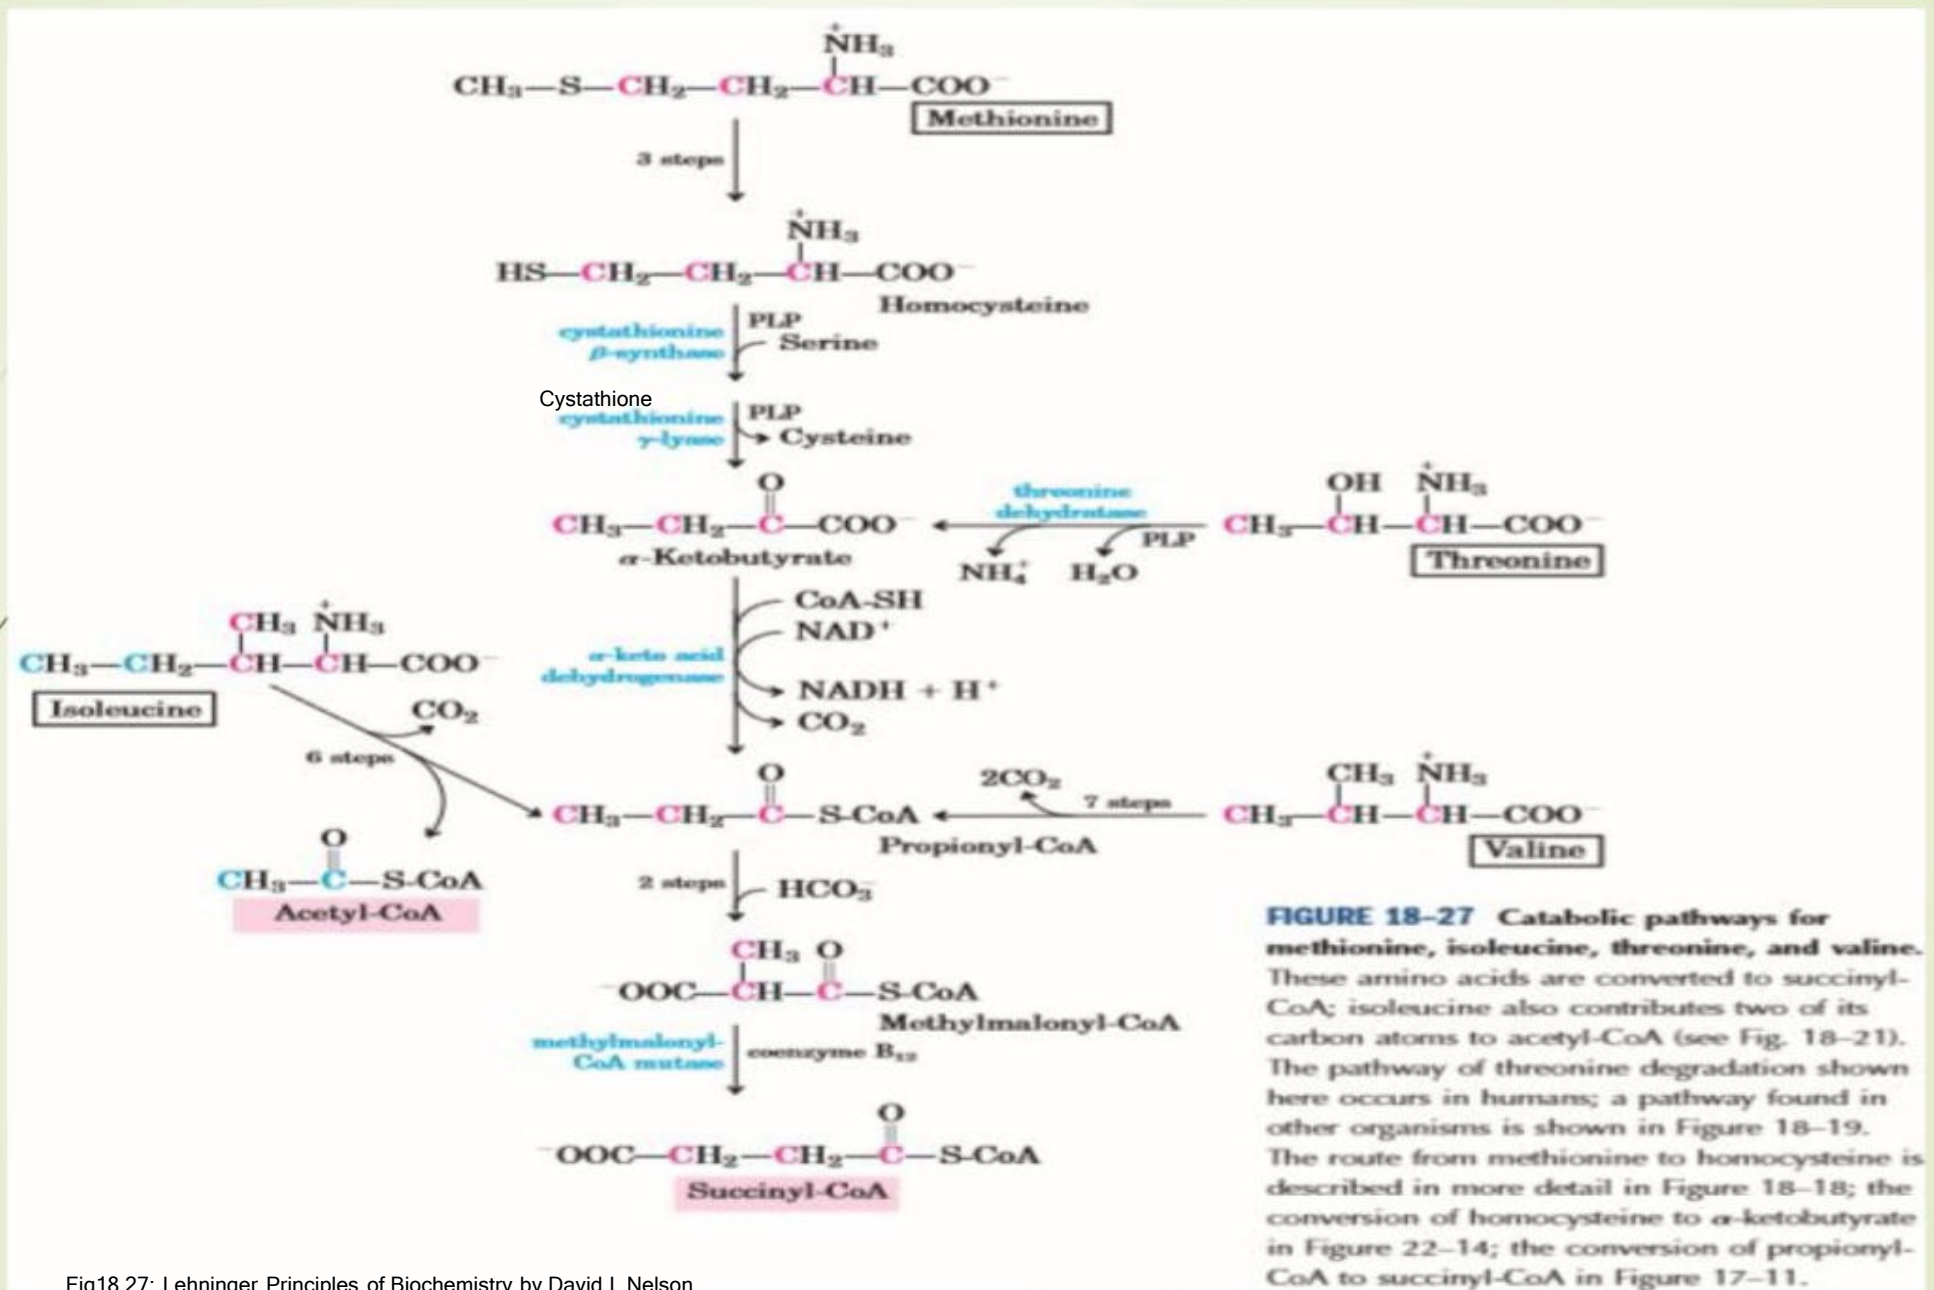 NH₃⁺
CH₃—S—CH₂—CH₂—CH—COO⁻
Methionine
3 steps
NH₃⁺
HS—CH₂—CH₂—CH—COO⁻
Homocysteine
cystathionine
β-synthase
PLP
Serine
Cystathione
cystathionine
γ-lyase
PLP
Cysteine
O
CH₃—CH₂—C—COO⁻
α-Ketobutyrate
threonine
dehydratase
PLP
NH₄⁺ H₂O
OH NH₃⁺
CH₃—CH—CH—COO⁻
Threonine
CoA-SH
NAD⁺
α-keto acid
dehydrogenase
NADH + H⁺
CO₂
CH₃ NH₃⁺
CH₃—CH₂—CH—CH—COO⁻
Isoleucine
CO₂
6 steps
O
CH₃—C—S-CoA
Acetyl-CoA
O
CH₃—CH₂—C—S-CoA
Propionyl-CoA
2CO₂
7 steps
CH₃ NH₃⁺
CH₃—CH—CH—COO⁻
Valine
2 steps
HCO₃⁻
CH₃ O
⁻OOC—CH—C—S-CoA
Methylmalonyl-CoA
methylmalonyl-
CoA mutase
coenzyme B₁₂
O
⁻OOC—CH₂—CH₂—C—S-CoA
Succinyl-CoA
FIGURE 18–27 Catabolic pathways for
methionine, isoleucine, threonine, and valine.
These amino acids are converted to succinyl-
CoA; isoleucine also contributes two of its
carbon atoms to acetyl-CoA (see Fig. 18–21).
The pathway of threonine degradation shown
here occurs in humans; a pathway found in
other organisms is shown in Figure 18–19.
The route from methionine to homocysteine is
described in more detail in Figure 18–18; the
conversion of homocysteine to α-ketobutyrate
in Figure 22–14; the conversion of propionyl-
CoA to succinyl-CoA in Figure 17–11.
Fig18.27: Lehninger Principles of Biochemistry by David L Nelson